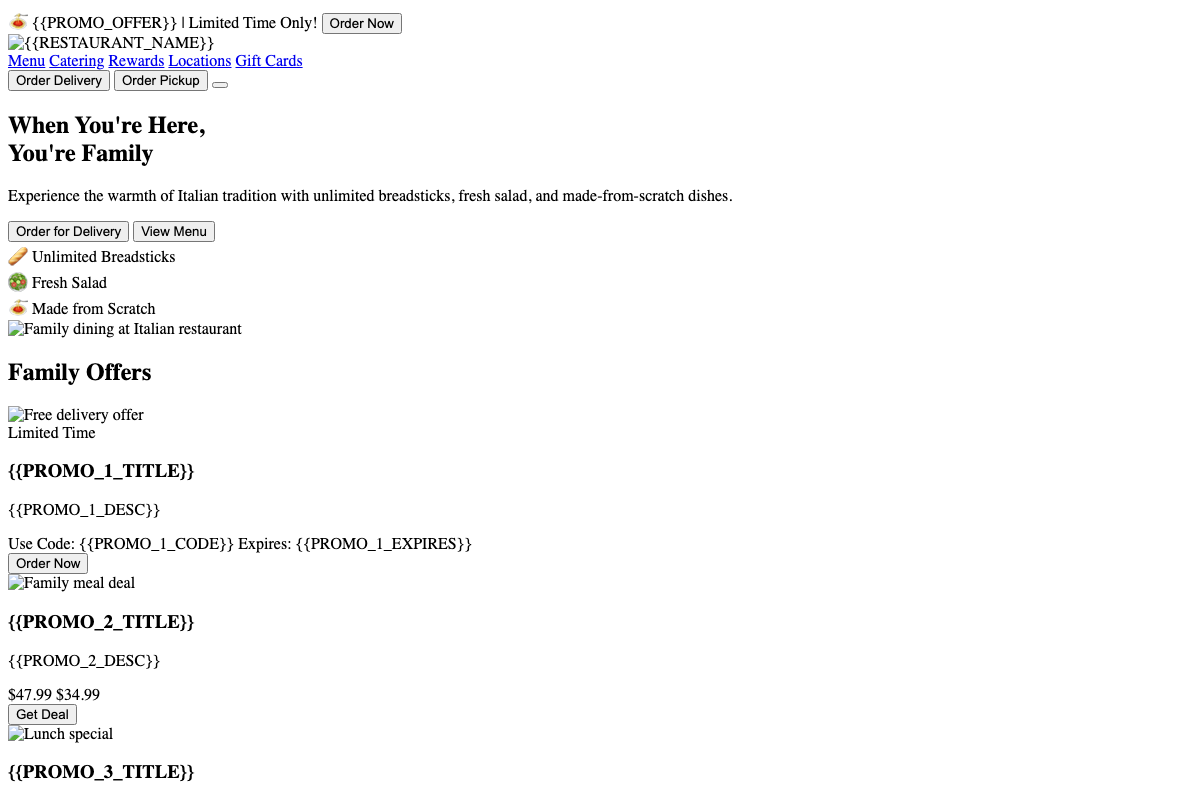 🍝 {{PROMO_OFFER}} | Limited Time Only! Order Now
{{RESTAURANT_NAME}}
Menu Catering Rewards Locations Gift Cards
Order Delivery Order Pickup
When You're Here,
You're Family
Experience the warmth of Italian tradition with unlimited breadsticks, fresh salad, and made-from-scratch dishes.
Order for Delivery View Menu
🥖 Unlimited Breadsticks
🥗 Fresh Salad
🍝 Made from Scratch
Family dining at Italian restaurant
Family Offers
Free delivery offer
Limited Time
{{PROMO_1_TITLE}}
{{PROMO_1_DESC}}
Use Code: {{PROMO_1_CODE}} Expires: {{PROMO_1_EXPIRES}}
Order Now
Family meal deal
{{PROMO_2_TITLE}}
{{PROMO_2_DESC}}
$47.99 $34.99
Get Deal
Lunch special
{{PROMO_3_TITLE}}